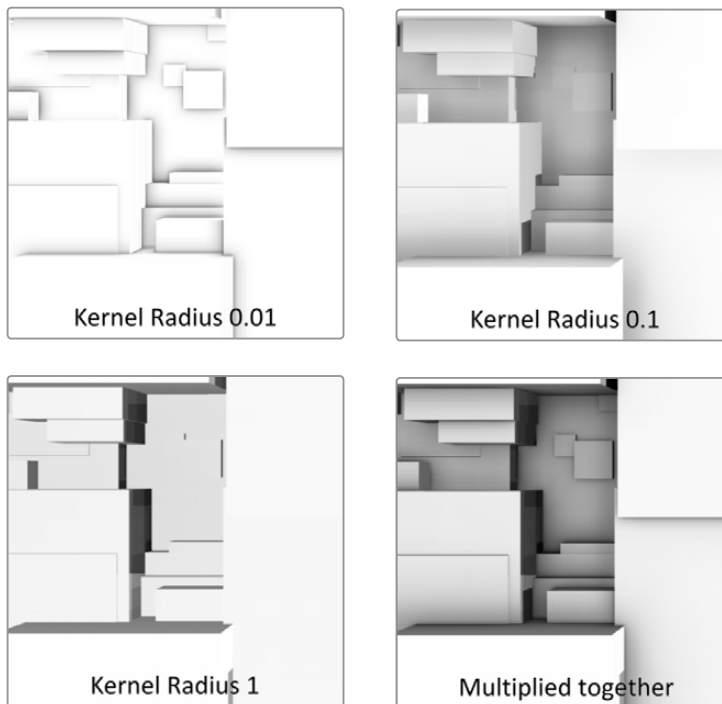 Kernel Radius 0.01
Kernel Radius 0.1
Kernel Radius 1
Multiplied together